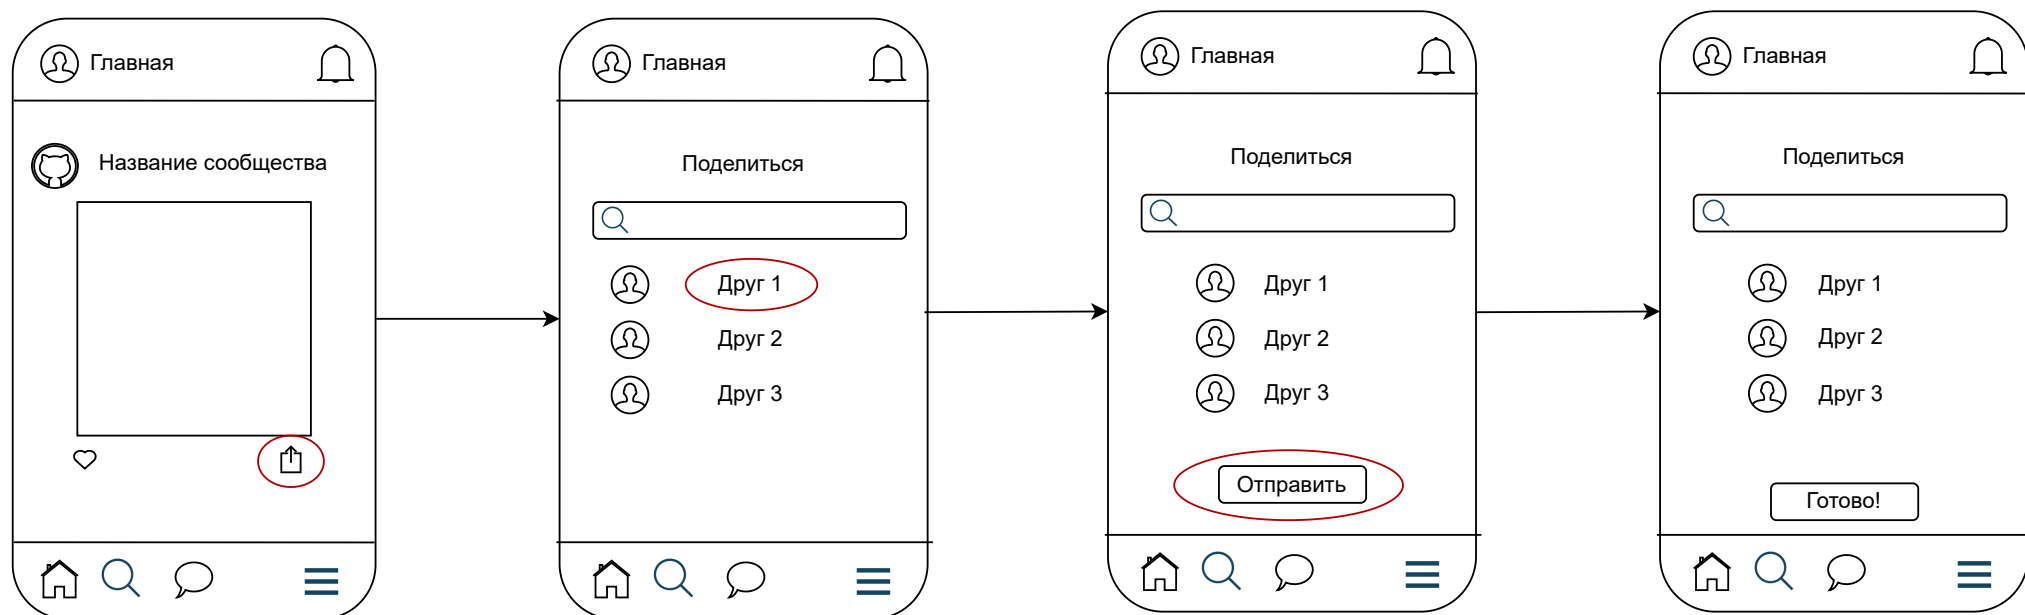 Главная
Название сообщества
Главная
Поделиться
Друг 1
Друг 2
Друг 3
Главная
Поделиться
Друг 1
Друг 2
Друг 3
Отправить
Главная
Поделиться
Друг 1
Друг 2
Друг 3
Готово!